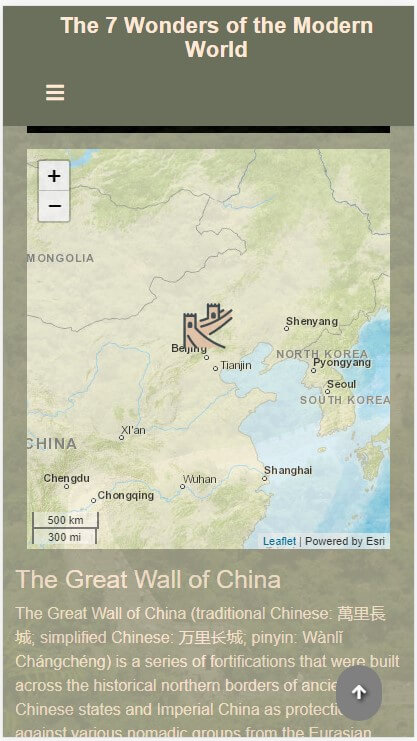 The 7 Wonders of the Modern
World
+
−
MONGOLIA
Shenyang
Beijing
NORTH KOREA
Tianjin
Pyongyang
Seoul
SOUTH KOREA
XI'an
CHINA
Chengdu
Wuhan
Shanghai
Chongqing
500 km
300 mi
Leaflet | Powered by Esri
The Great Wall of China
The Great Wall of China (traditional Chinese: 萬里長
城; simplified Chinese: 万里长城; pinyin: Wànlǐ
Chángchéng) is a series of fortifications that were built
across the historical northern borders of
Chinese states and Imperial China as
against various nomadic groups from the Eurasian